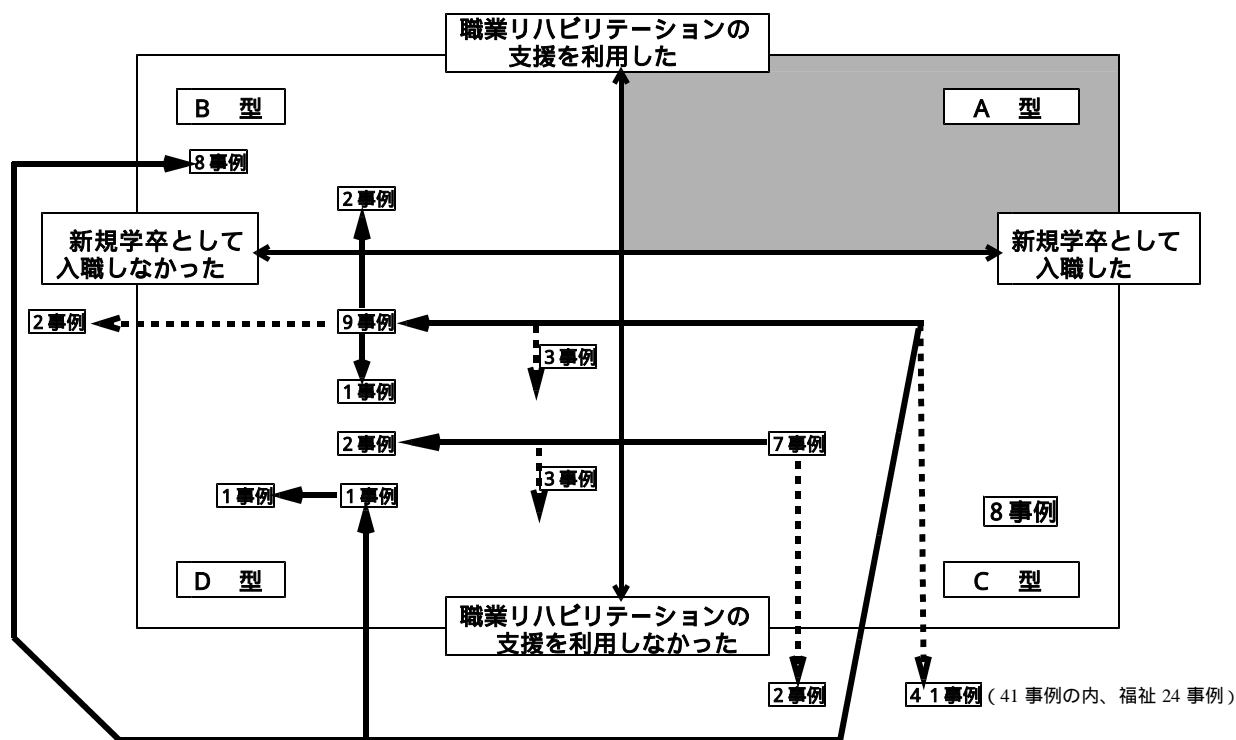 職業リハビリテーションの
支援を利用した
B 型
A 型
8事例
2事例
新規学卒として
入職しなかった
新規学卒として
入職した
2事例
9事例
3事例
1事例
2事例
7事例
3事例
1事例
1事例
8事例
D 型
C 型
職業リハビリテーションの
支援を利用しなかった
2事例
41事例(41事例の内、福祉24事例)